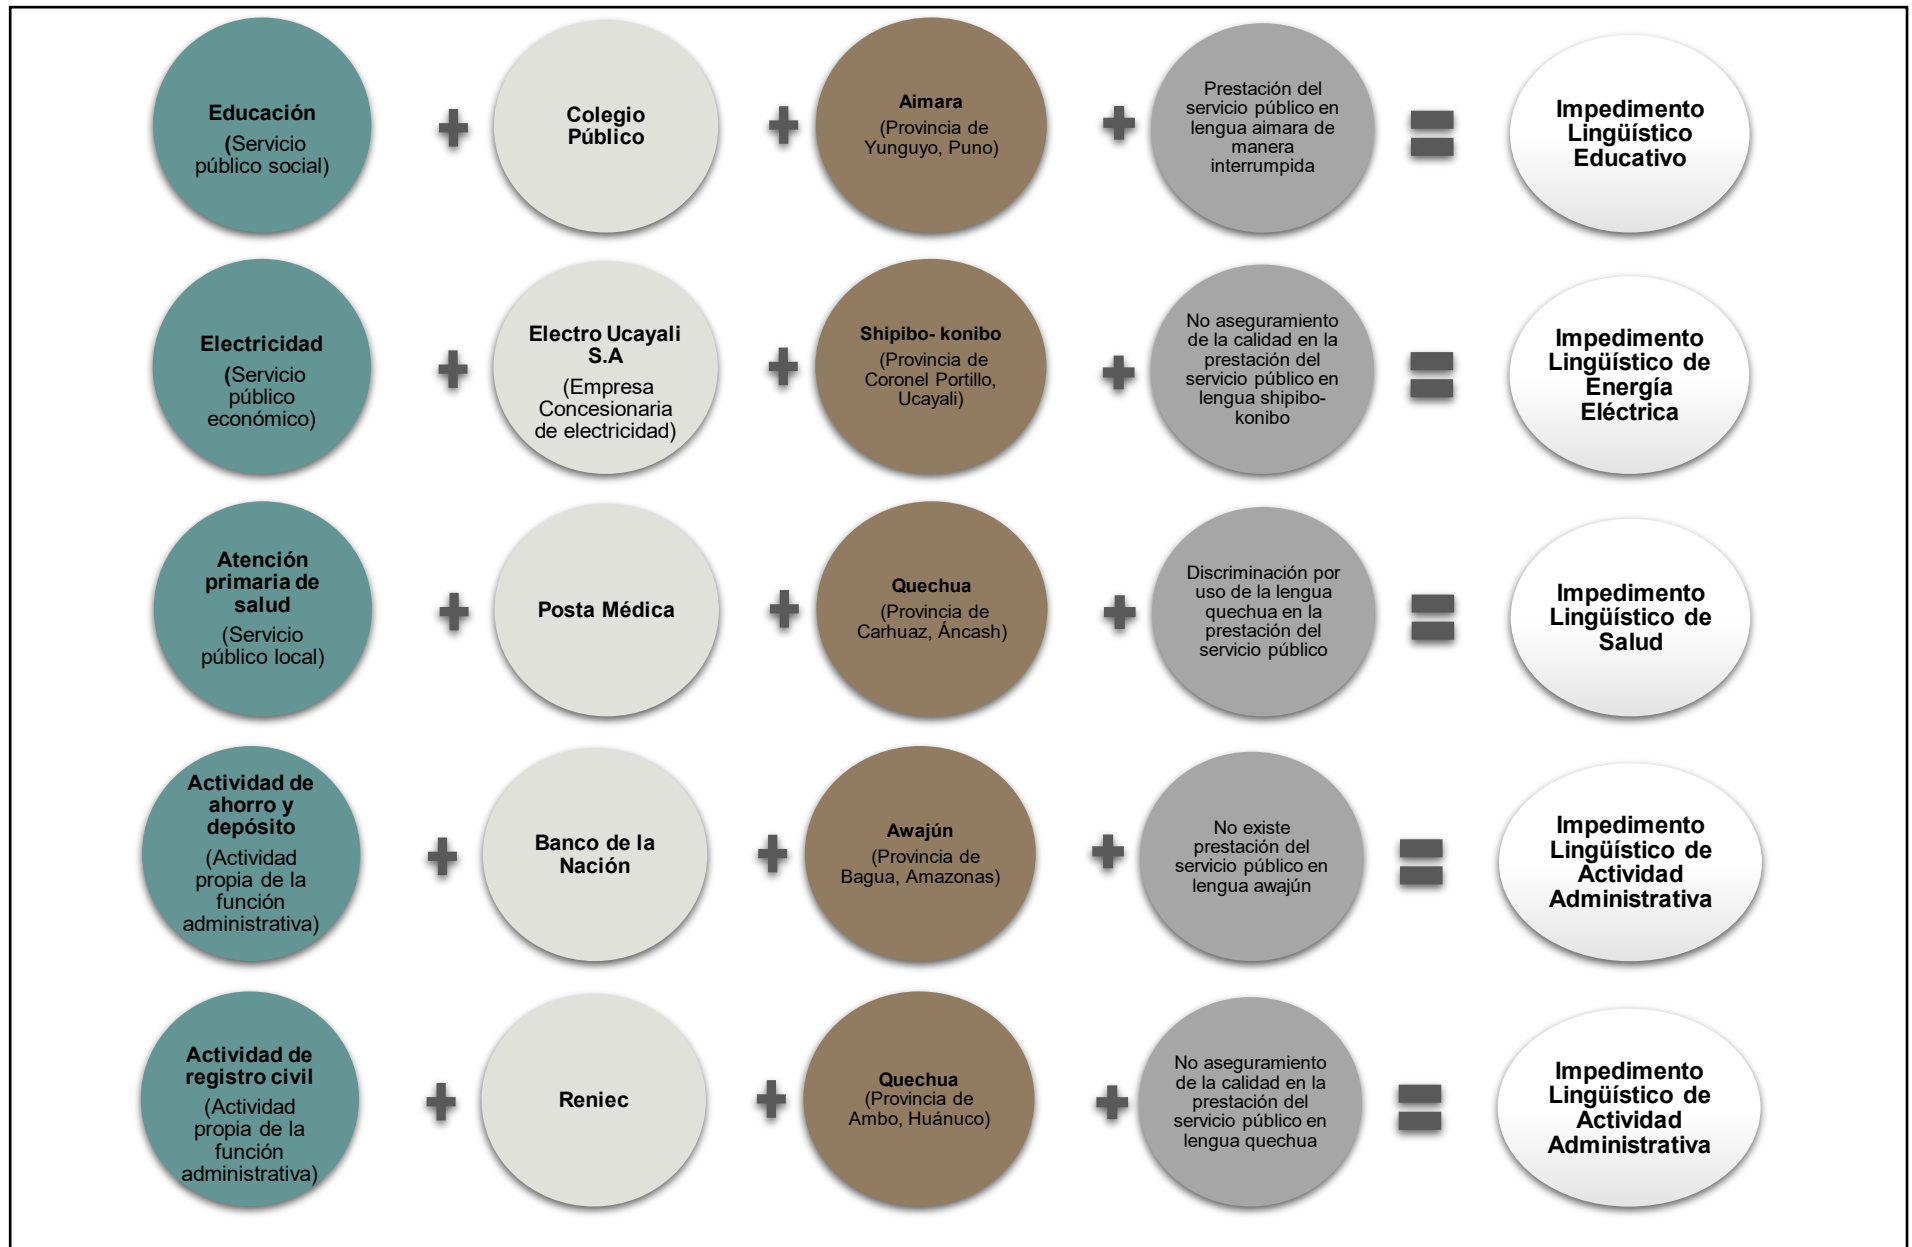 Educación
(Servicio
público social)
Colegio
Público
Aimara
(Provincia de
Yunguyo, Puno)
Prestación del
servicio público en
lengua aimara de
manera
interrumpida
Impedimento
Lingüístico
Educativo
Electricidad
(Servicio
público
económico)
Electro Ucayali
S.A
(Empresa
Concesionaria
de electricidad)
Shipibo- konibo
(Provincia de
Coronel Portillo,
Ucayali)
No aseguramiento
de la calidad en la
prestación del
servicio público en
lengua shipibo-
konibo
Impedimento
Lingüístico de
Energía
Eléctrica
Atención
primaria de
salud
(Servicio
público local)
Posta Médica
Quechua
(Provincia de
Carhuaz, Áncash)
Discriminación por
uso de la lengua
quechua en la
prestación del
servicio público
Impedimento
Lingüístico de
Salud
Actividad de
ahorro y
depósito
(Actividad
propia de la
función
administrativa)
Banco de la
Nación
Awajún
(Provincia de
Bagua, Amazonas)
No existe
prestación del
servicio público en
lengua awajún
Impedimento
Lingüístico de
Actividad
Administrativa
Actividad de
registro civil
(Actividad
propia de la
función
administrativa)
Reniec
Quechua
(Provincia de
Ambo, Huánuco)
No aseguramiento
de la calidad en la
prestación del
servicio público en
lengua quechua
Impedimento
Lingüístico de
Actividad
Administrativa